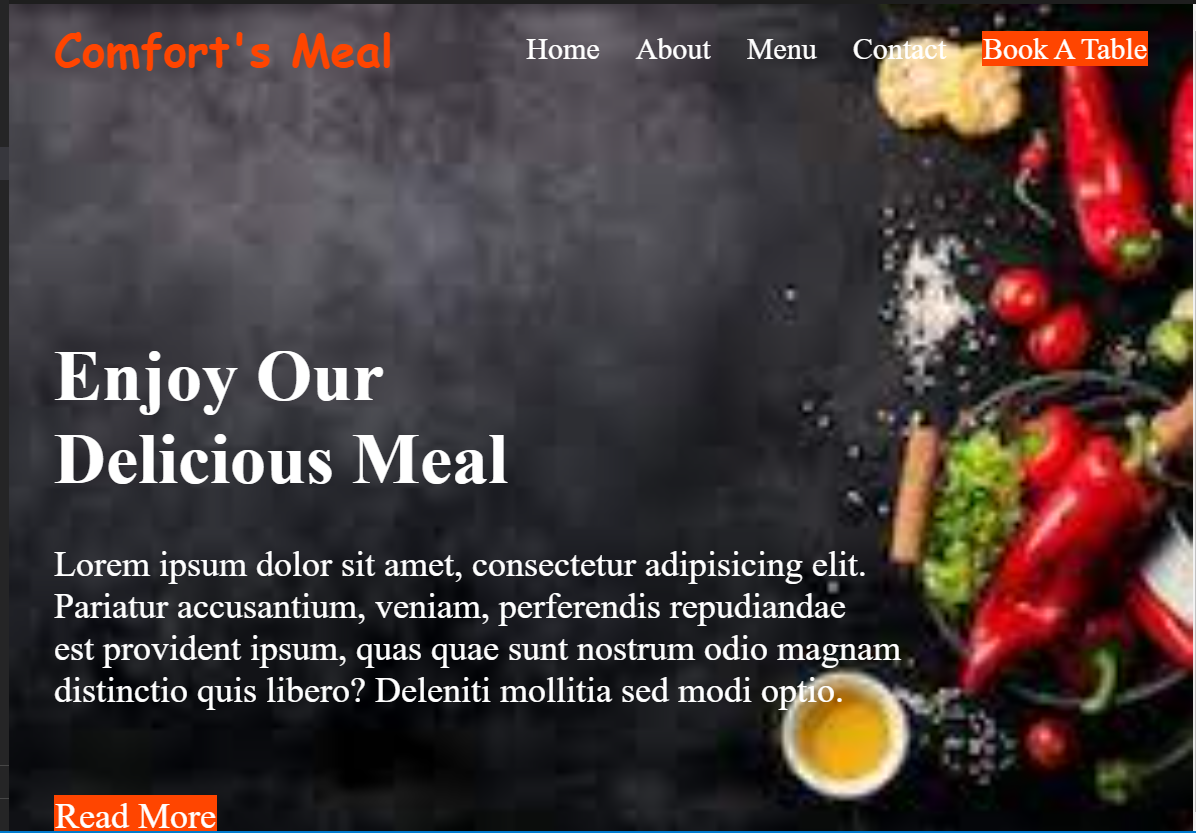 Comfort's Meal
Home About Menu Contact Book A Table
Enjoy Our
Delicious Meal
Lorem ipsum dolor sit amet, consectetur adipisicing elit.
Pariatur accusantium, veniam, perferendis repudiandae
est provident ipsum, quas quae sunt nostrum odio magnam
distinctio quis libero? Deleniti mollitia sed modi optio.
Read More